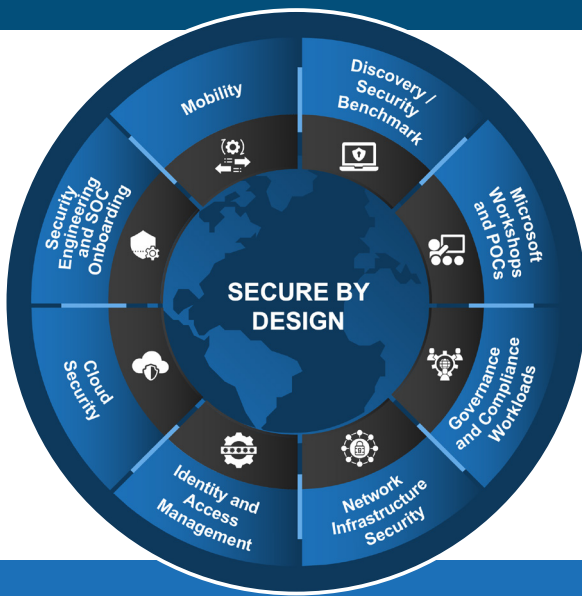 SECURE BY
DESIGN
Discovery /
Security
Benchmark
Microsoft
Workshops
and POCs
Governance
and Compliance
Workloads
Network
Infrastructure
Security
Identity and
Access
Management
Cloud
Security
Security
Engineering
and SOC
Onboarding
Mobility